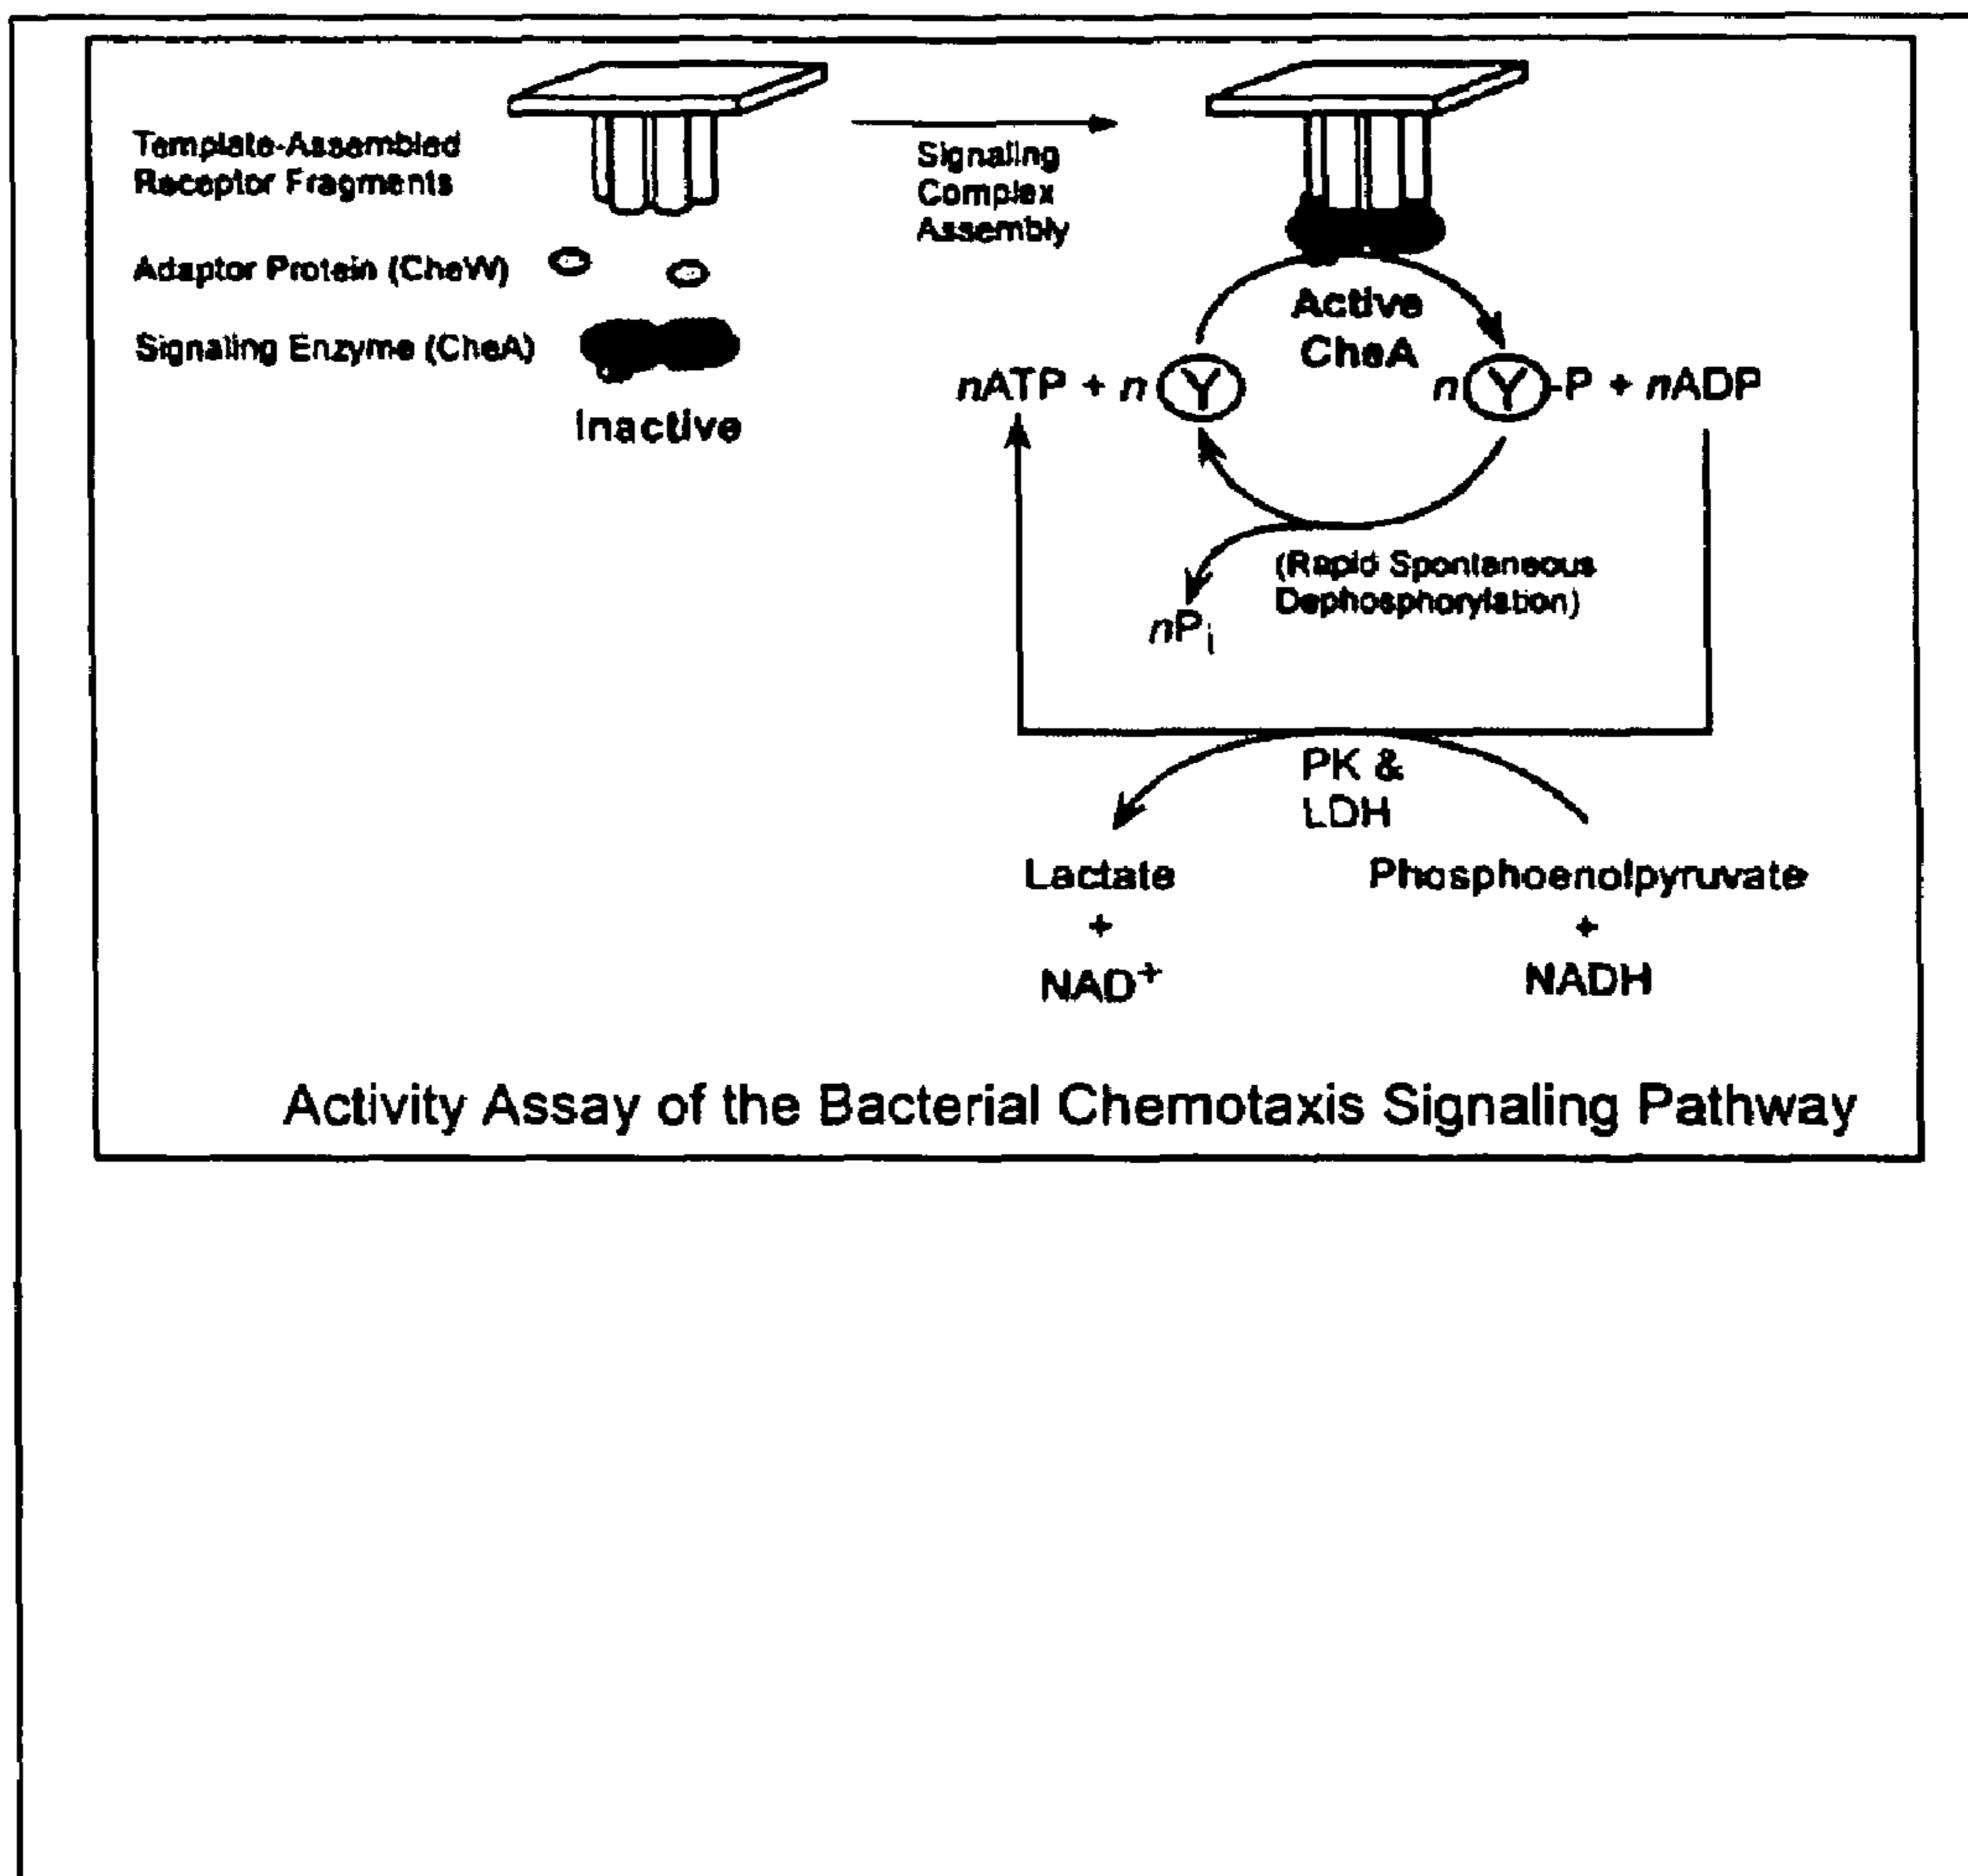 Template-Assembled
Receptor Fragments
Adaptor Protein (CheW)
Signaling Enzyme (CheA)
Inactive
Signaling
Complex
Assembly
Active
CheA
nATP + n Y
n Y -P + nADP
(Rapid Spontaneous
Dephosphorylation)
nPi
PK &
LDH
Lactate
+
NAD+
Phosphoenolpyruvate
+
NADH
Activity Assay of the Bacterial Chemotaxis Signaling Pathway